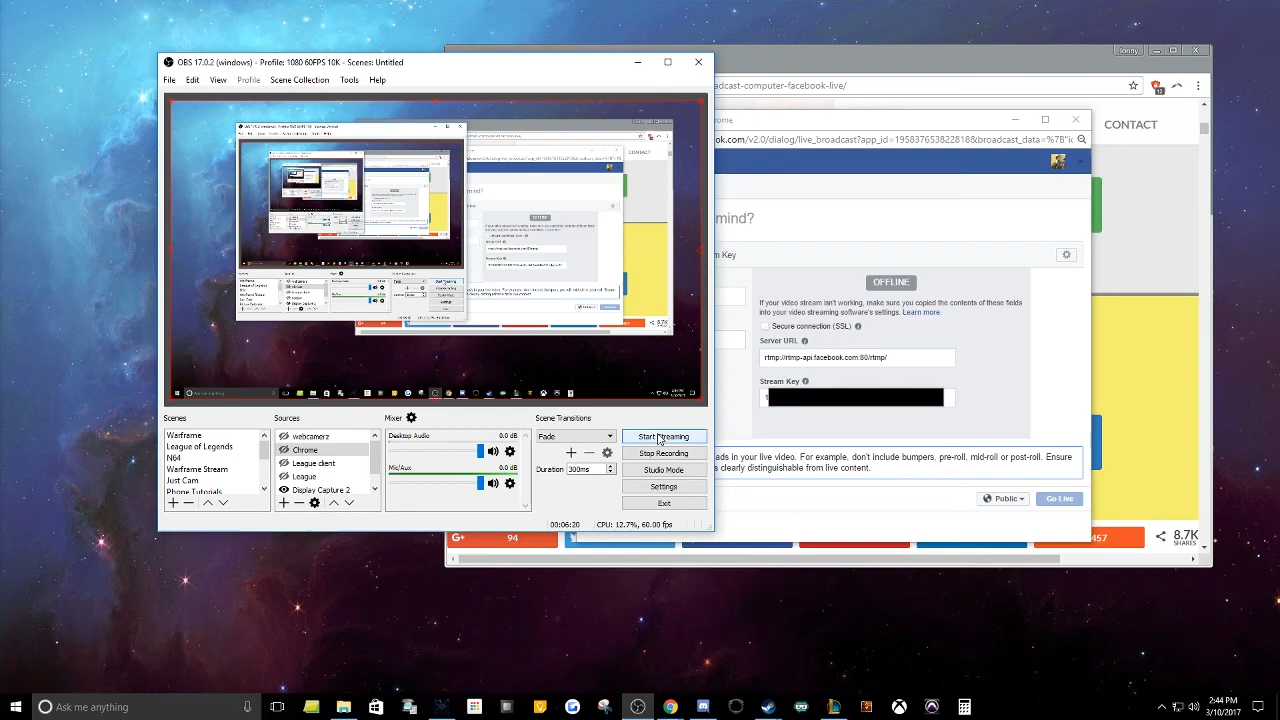 OBS 17.0.2 (windows) - Profile: 1080 60FPS 10K - Scenes: Untitled
File Edit View Profile Scene Collection Tools Help
Jonny
adcast-computer-facebook-live/
CONTACT
ook.com/v2.0/dialog/live_broadcast?app_id=195837653822818&broadcast_data=%7B"ic
mind?
m Key
OFFLINE
If your video stream isn't working, make sure you copied the contents of these fields
into your video streaming software's settings. Learn more.
Secure connection (SSL)
Server URL
rtmp://rtmp-api.facebook.com:80/rtmp/
Stream Key
ads in your live video. For example, don't include bumpers, pre-roll, mid-roll or post-roll. Ensure
s clearly distinguishable from live content.
Public
Go Live
94
457
8.7K
SHARES
Scenes
Warframe
League of Legends
N64
Warframe Stream
Just Cam
Phone Tutorials
Sources
webcamerz
Chrome
League client
League
Display Capture 2
Mixer
Desktop Audio 0.0 dB
Mic/Aux 0.0 dB
Scene Transitions
Fade
Duration 300ms
Start Streaming
Stop Recording
Studio Mode
Settings
Exit
00:06:20 CPU: 12.7%, 60.00 fps
Ask me anything
2:44 PM
3/10/2017